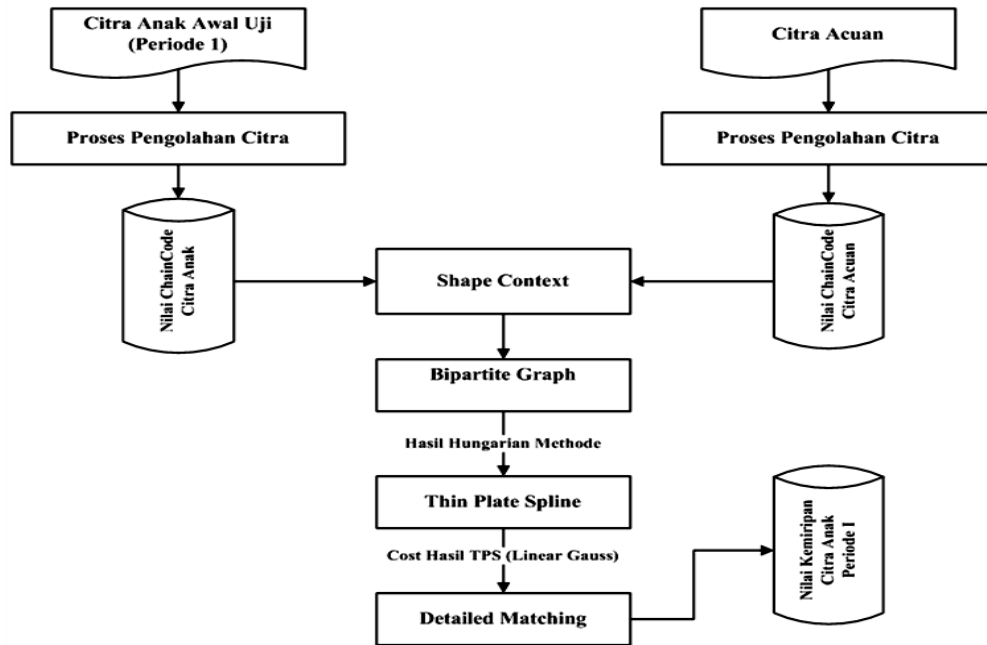 Citra Anak Awal Uji
(Periode 1)
Citra Acuan
Proses Pengolahan Citra
Proses Pengolahan Citra
Nilai ChainCode
Citra Anak
Shape Context
Nilai ChainCode
Citra Acuan
Bipartite Graph
Hasil Hungarian Methode
Thin Plate Spline
Cost Hasil TPS (Linear Gauss)
Detailed Matching
Nilai Kemiripan
Citra Anak
Periode I